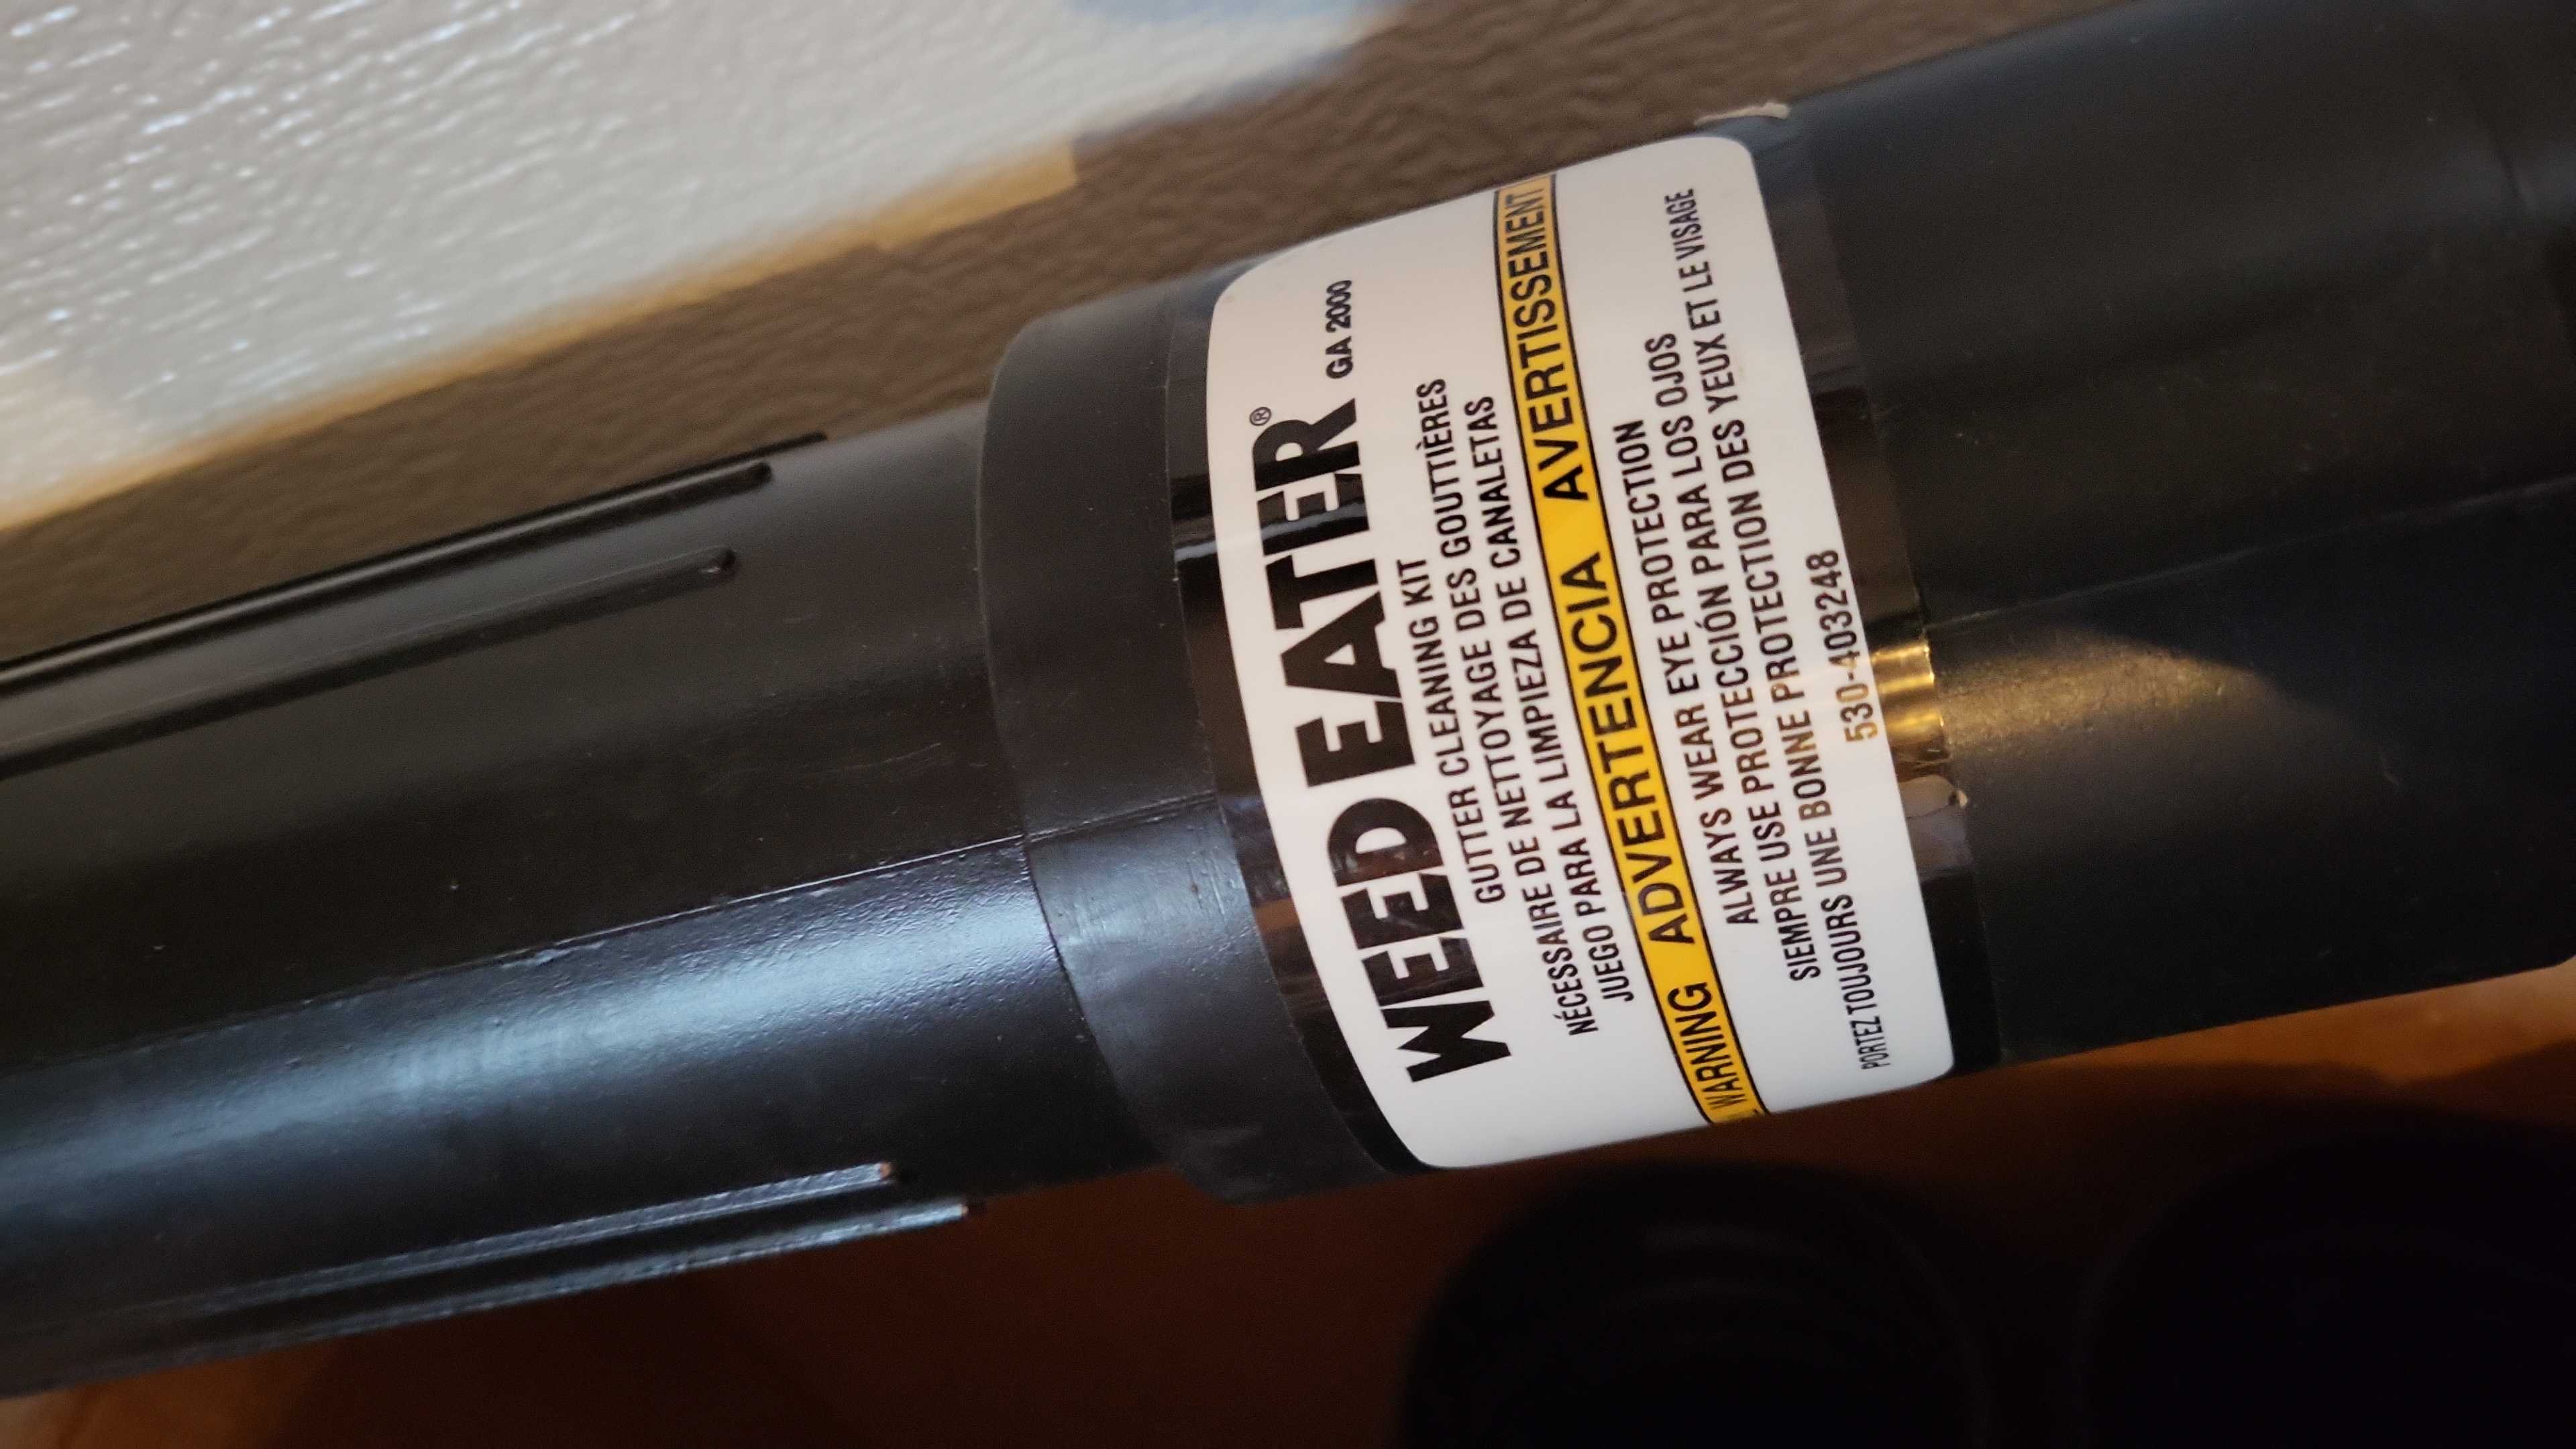 WEED EATER® GA 2000
GUTTER CLEANING KIT
NÉCESSAIRE DE NETTOYAGE DES GOUTTIÈRES
JUEGO PARA LA LIMPIEZA DE CANALETAS
WARNING ADVERTENCIA AVERTISSEMENT
ALWAYS WEAR EYE PROTECTION
SIEMPRE USE PROTECCIÓN PARA LOS OJOS
PORTEZ TOUJOURS UNE BONNE PROTECTION DES YEUX ET LE VISAGE
530-403248